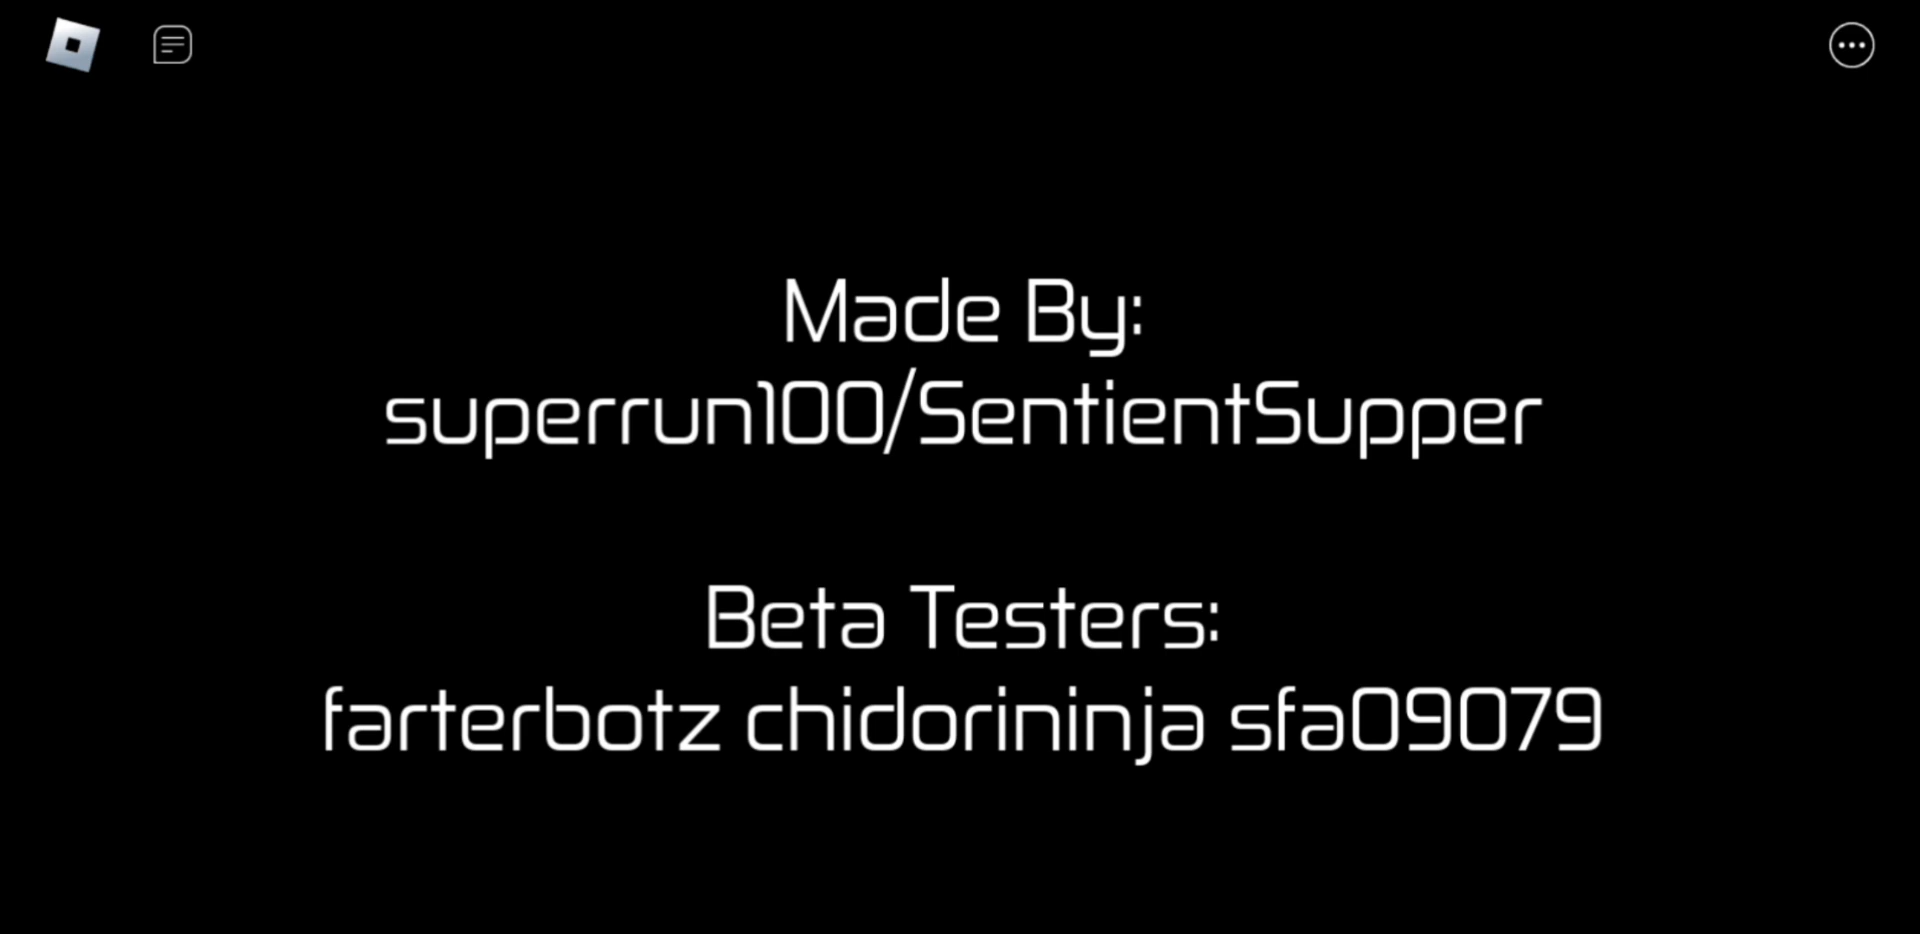 Made By:
superrun100/SentientSupper
Beta Testers:
farterbotz chidorininja sfa09079